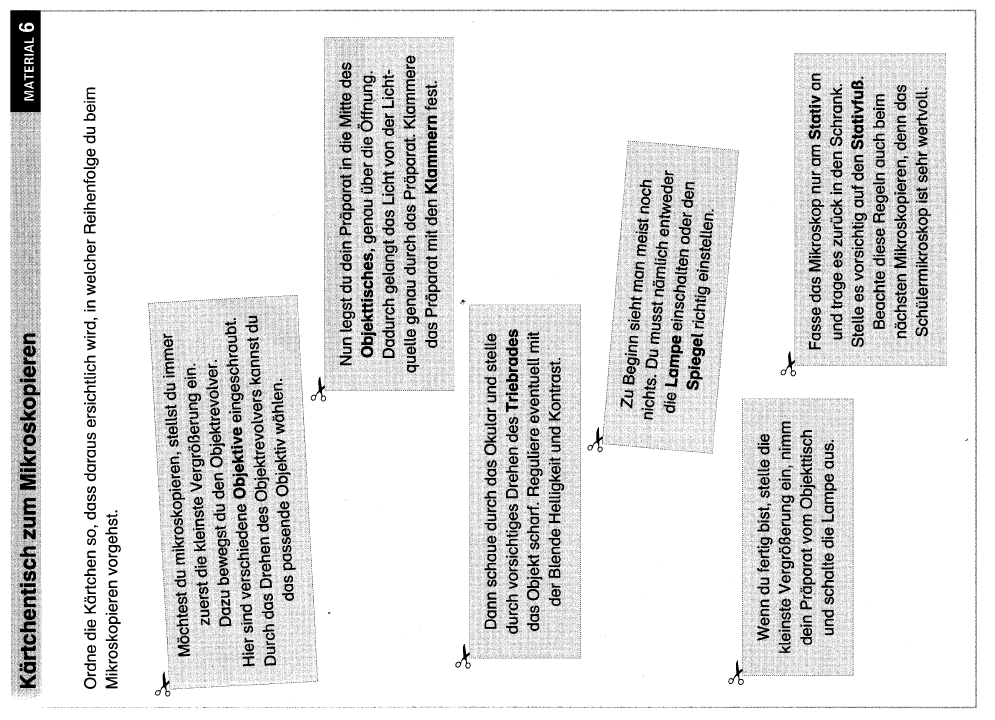 Kärtchentisch zum Mikroskopieren
MATERIAL 6
Ordne die Kärtchen so, dass daraus ersichtlich wird, in welcher Reihenfolge du beim
Mikroskopieren vorgehst.
Möchtest du mikroskopieren, stellst du immer
zuerst die kleinste Vergrößerung ein.
Dazu bewegst du den Objektrevolver.
Hier sind verschiedene Objektive eingeschraubt.
Durch das Drehen des Objektrevolvers kannst du
das passende Objektiv wählen.
Nun legst du dein Präparat in die Mitte des
Objekttisches, genau über die Öffnung.
Dadurch gelangt das Licht von der Licht-
quelle genau durch das Präparat. Klammere
das Präparat mit den Klammern fest.
Dann schaue durch das Okular und stelle
durch vorsichtiges Drehen des Triebrades
das Objekt scharf. Reguliere eventuell mit
der Blende Helligkeit und Kontrast.
Zu Beginn sieht man meist noch
nichts. Du musst nämlich entweder
die Lampe einschalten oder den
Spiegel richtig einstellen.
Wenn du fertig bist, stelle die
kleinste Vergrößerung ein, nimm
dein Präparat vom Objekttisch
und schalte die Lampe aus.
Fasse das Mikroskop nur am Stativ an
und trage es zurück in den Schrank.
Stelle es vorsichtig auf den Stativfuß.
Beachte diese Regeln auch beim
nächsten Mikroskopieren, denn das
Schülermikroskop ist sehr wertvoll.